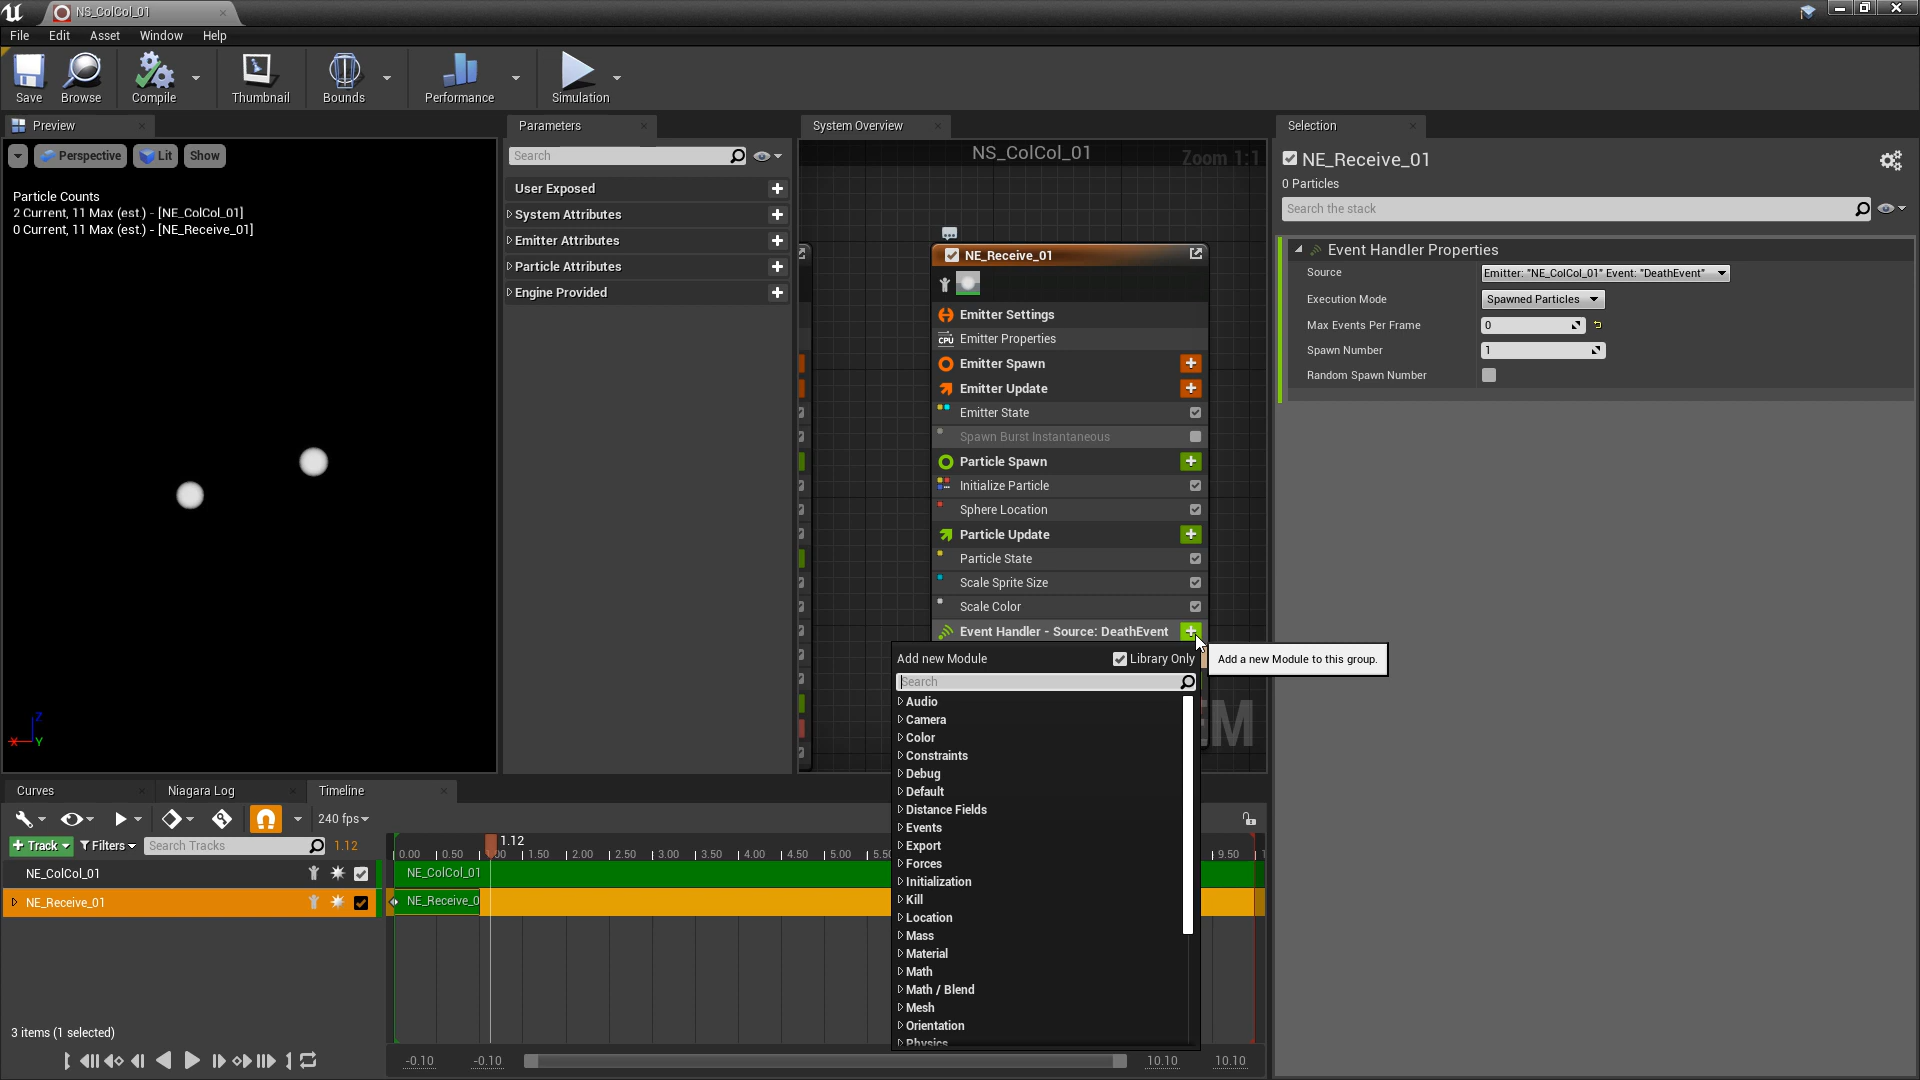 NS_ColCol_01
File Edit Asset Window Help
Save Browse Compile Thumbnail Bounds Performance Simulation
Preview
Perspective Lit Show
Particle Counts
2 Current, 11 Max (est.) - [NE_ColCol_01]
0 Current, 11 Max (est.) - [NE_Receive_01]
Z
X Y
Parameters
Search
User Exposed
System Attributes
Emitter Attributes
Particle Attributes
Engine Provided
System Overview
NS_ColCol_01
Zoom 1:1
NE_Receive_01
Emitter Settings
CPU Emitter Properties
Emitter Spawn
Emitter Update
Emitter State
Spawn Burst Instantaneous
Particle Spawn
Initialize Particle
Sphere Location
Particle Update
Particle State
Scale Sprite Size
Scale Color
Event Handler - Source: DeathEvent
Add new Module Library Only
Search
Audio
Camera
Color
Constraints
Debug
Default
Distance Fields
Events
Export
Forces
Initialization
Kill
Location
Mass
Material
Math
Math / Blend
Mesh
Orientation
Physics
Add a new Module to this group.
Selection
NE_Receive_01
0 Particles
Search the stack
Event Handler Properties
Source Emitter: "NE_ColCol_01" Event: "DeathEvent"
Execution Mode Spawned Particles
Max Events Per Frame 0
Spawn Number 1
Random Spawn Number
Curves Niagara Log Timeline
240 fps
+ Track Filters Search Tracks 1.12
1.12
0.00 0.50 1.50 2.00 2.50 3.00 3.50 4.00 4.50 5.00 5.50 9.50
NE_ColCol_01 NE_ColCol_01
NE_Receive_01 NE_Receive_0
3 items (1 selected)
-0.10 -0.10 10.10 10.10